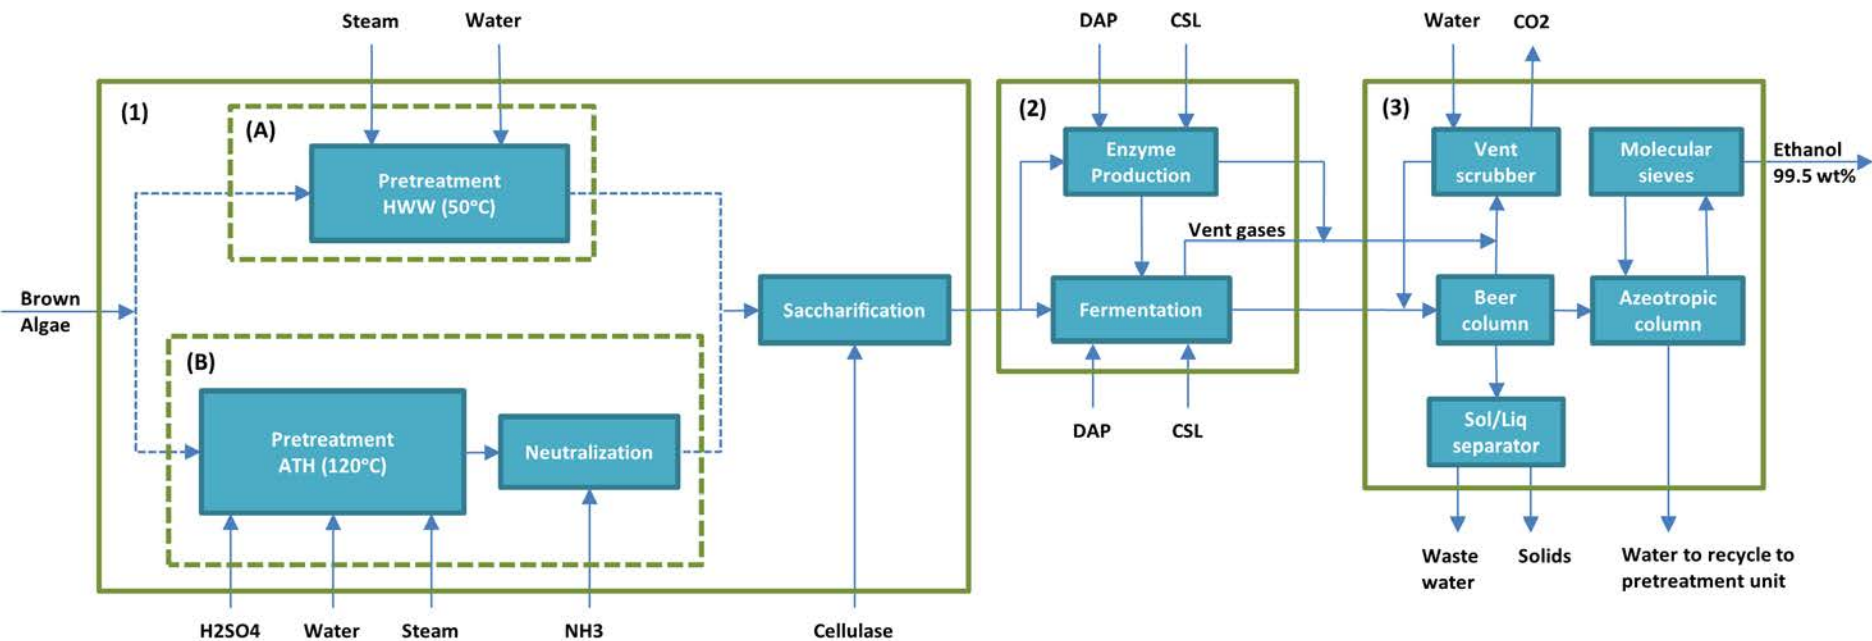 Steam
Water
DAP
CSL
Water
CO2
(1)
(A)
Pretreatment
HWW (50°C)
(2)
Enzyme
Production
(3)
Vent
scrubber
Molecular
sieves
Ethanol
99.5 wt%
Vent gases
Brown
Algae
Saccharification
Fermentation
Beer
column
Azeotropic
column
(B)
Pretreatment
ATH (120°C)
Neutralization
DAP
CSL
Sol/Liq
separator
Waste
water
Solids
Water to recycle to
pretreatment unit
H2SO4
Water
Steam
NH3
Cellulase